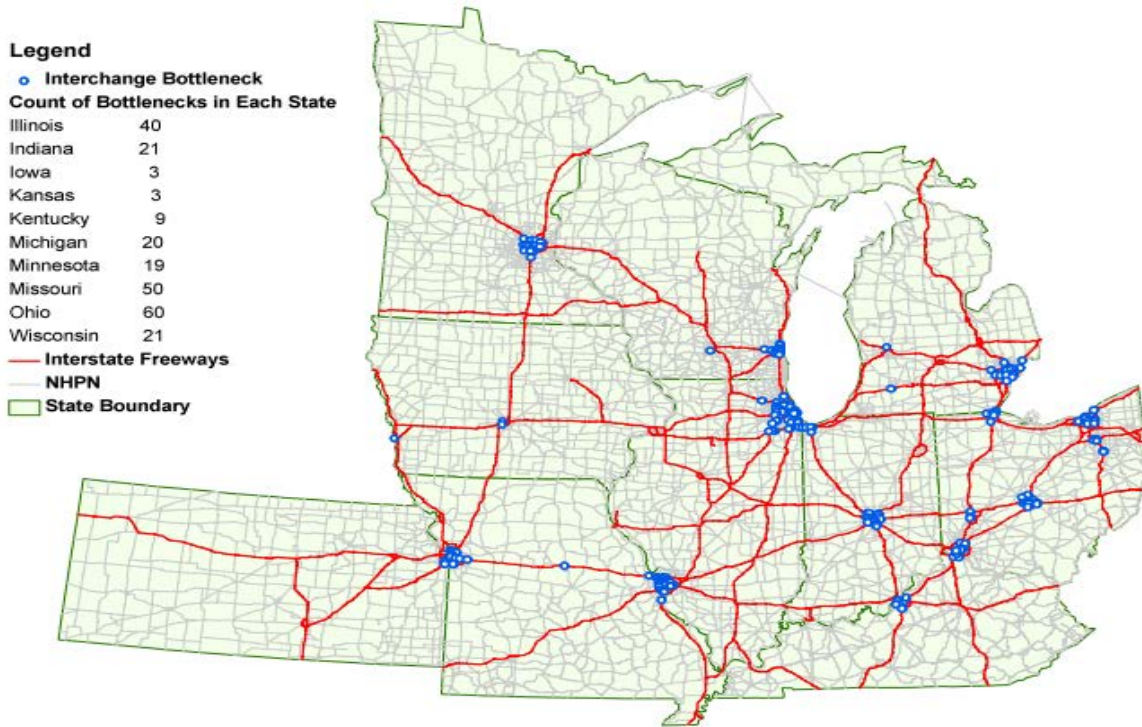 Legend
Interchange Bottleneck
Count of Bottlenecks in Each State
Illinois 40
Indiana 21
Iowa 3
Kansas 3
Kentucky 9
Michigan 20
Minnesota 19
Missouri 50
Ohio 60
Wisconsin 21
Interstate Freeways
NHPN
State Boundary